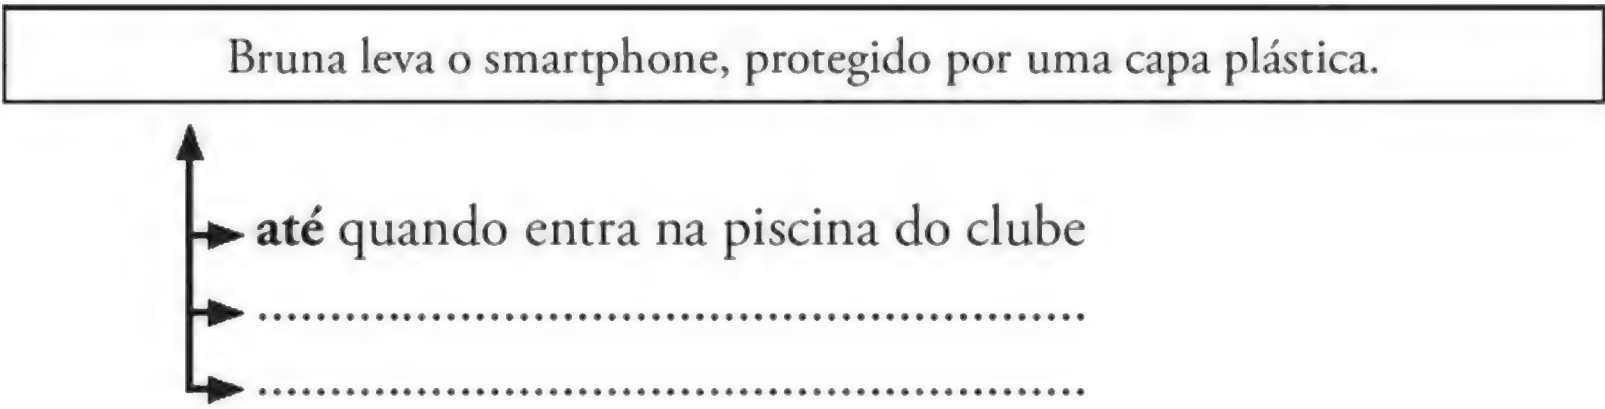 Bruna leva o smartphone, protegido por uma capa plástica.
até quando entra na piscina do clube
............................................................
............................................................